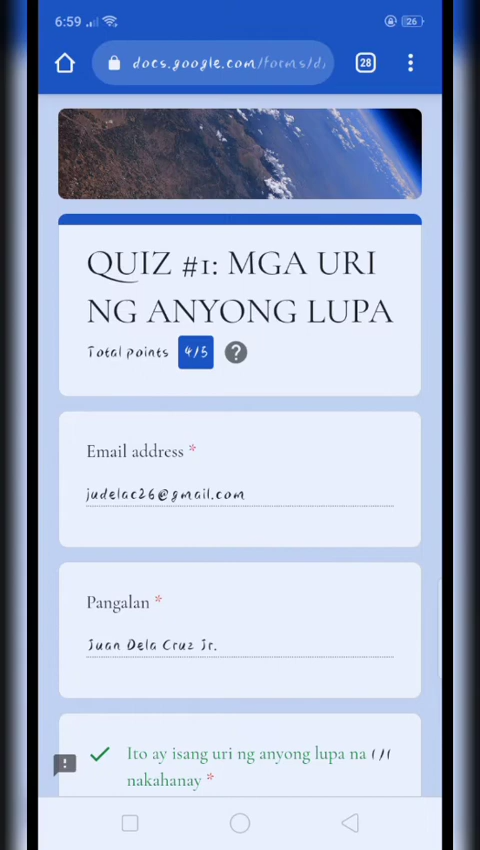 6:59
26
docs.google.com/forms/d/
28
QUIZ #1: MGA URI
NG ANYONG LUPA
Total points 4/5 ?
Email address *
judelac26@gmail.com
Pangalan *
Juan Dela Cruz Jr.
Ito ay isang uri ng anyong lupa na 1/1
nakahanay *